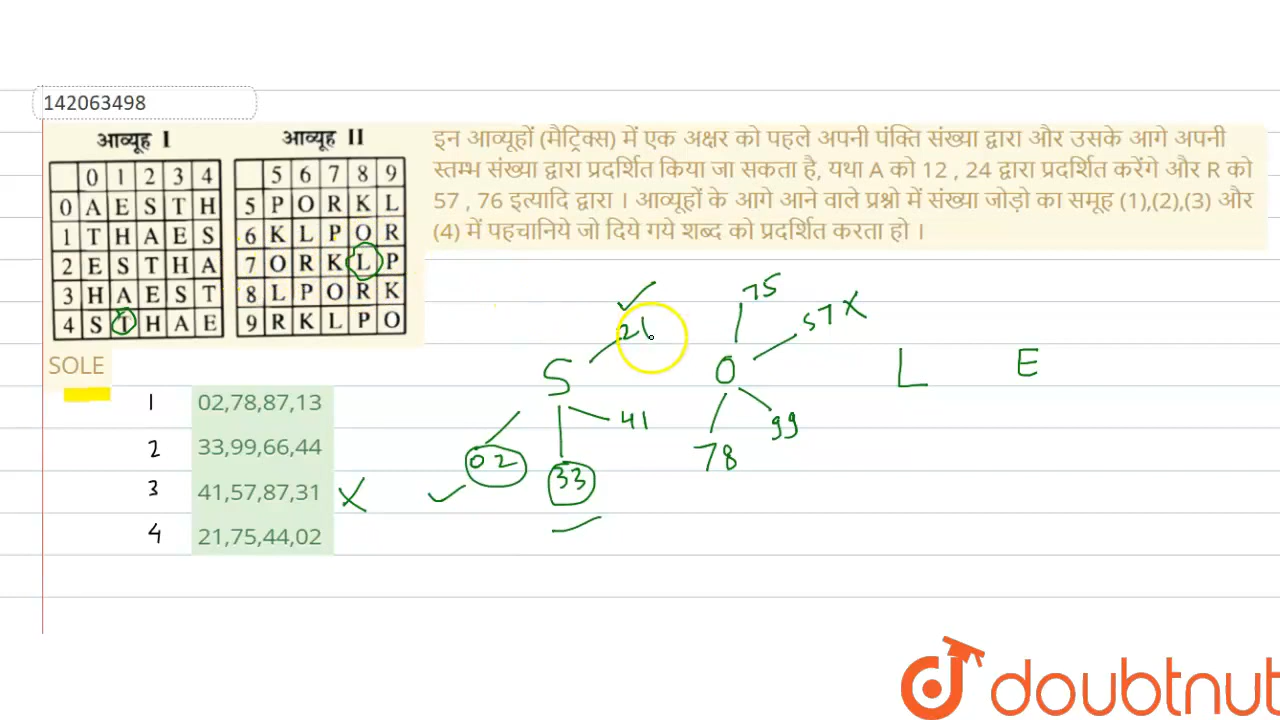 142063498
आव्यूह I
आव्यूह II
0 1 2 3 4
0 A E S T H
1 T H A E S
2 E S T H A
3 H A E S T
4 S T H A E
5 6 7 8 9
5 P O R K L
6 K L P O R
7 O R K L P
8 L P O R K
9 R K L P O
इन आव्यूहों (मैट्रिक्स) में एक अक्षर को पहले अपनी पंक्ति संख्या द्वारा और उसके आगे अपनी
स्तम्भ संख्या द्वारा प्रदर्शित किया जा सकता है, यथा A को 12 , 24 द्वारा प्रदर्शित करेंगे और R को
57 , 76 इत्यादि द्वारा । आव्यूहों के आगे आने वाले प्रश्नो में संख्या जोड़ो का समूह (1),(2),(3) और
(4) में पहचानिये जो दिये गये शब्द को प्रदर्शित करता हो ।
SOLE
1 02,78,87,13
2 33,99,66,44
3 41,57,87,31 X
4 21,75,44,02
21
75
57 X
S
O
L
E
41
99
02
33
78
doubtnut